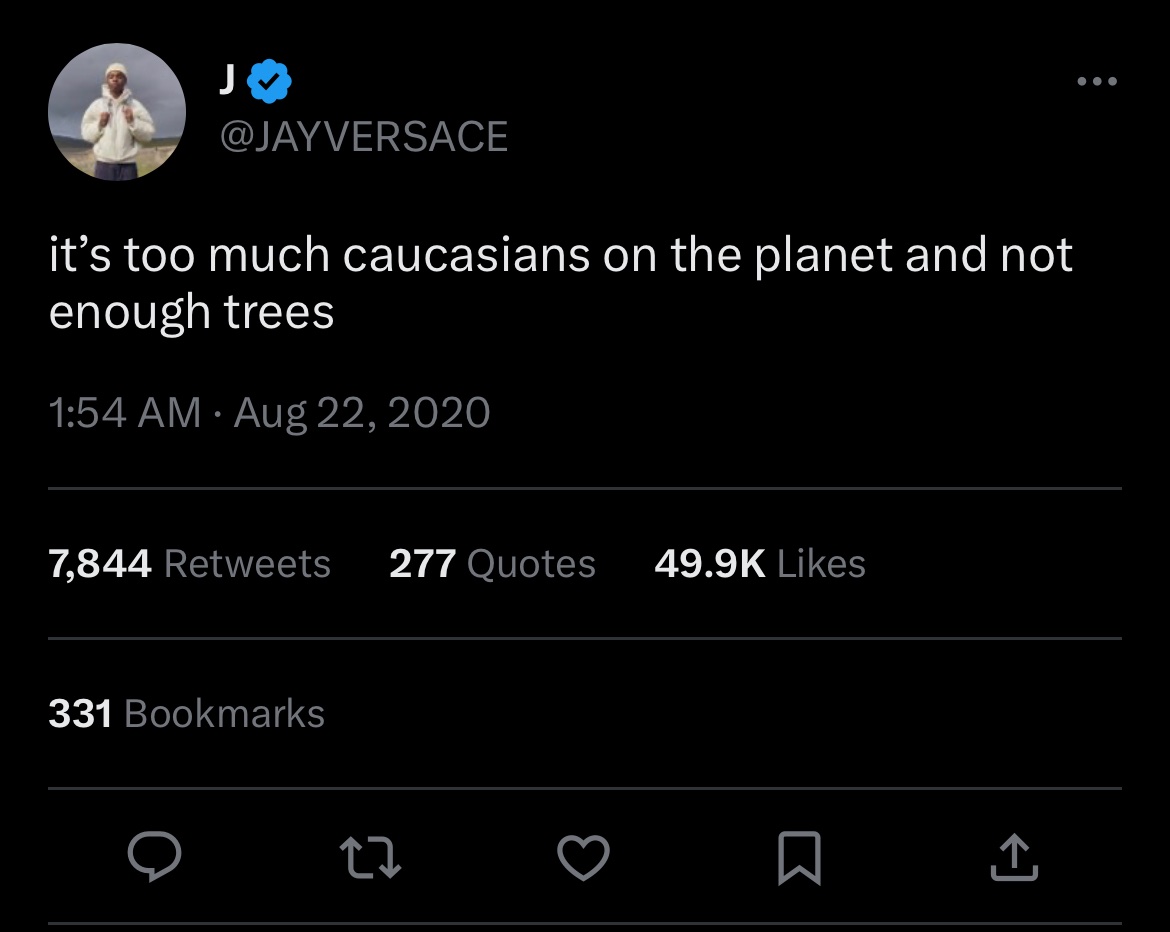 J
@JAYVERSACE
it’s too much caucasians on the planet and not
enough trees
1:54 AM · Aug 22, 2020
7,844 Retweets 277 Quotes 49.9K Likes
331 Bookmarks